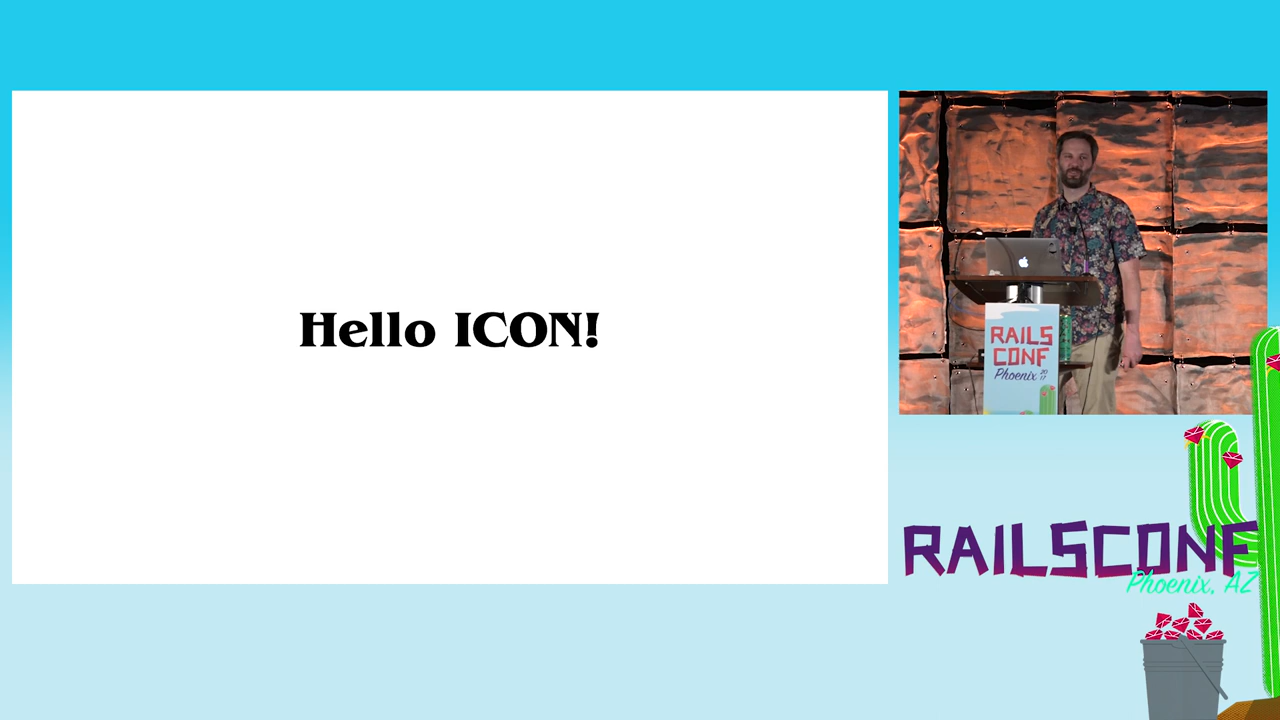 Hello ICON!
RAILS
CONF
Phoenix 2017
RAILSCONF
Phoenix, AZ